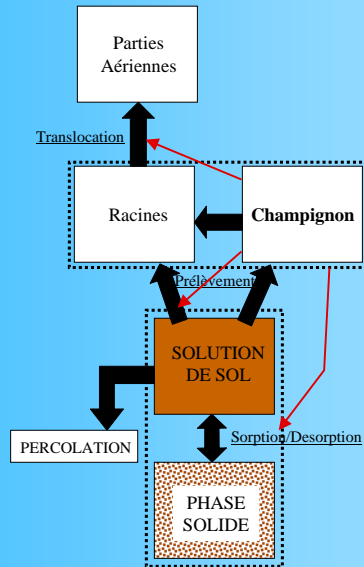 Parties
Aériennes
Translocation
Racines
Champignon
Prélèvement
SOLUTION
DE SOL
PERCOLATION
Sorption/Desorption
PHASE
SOLIDE